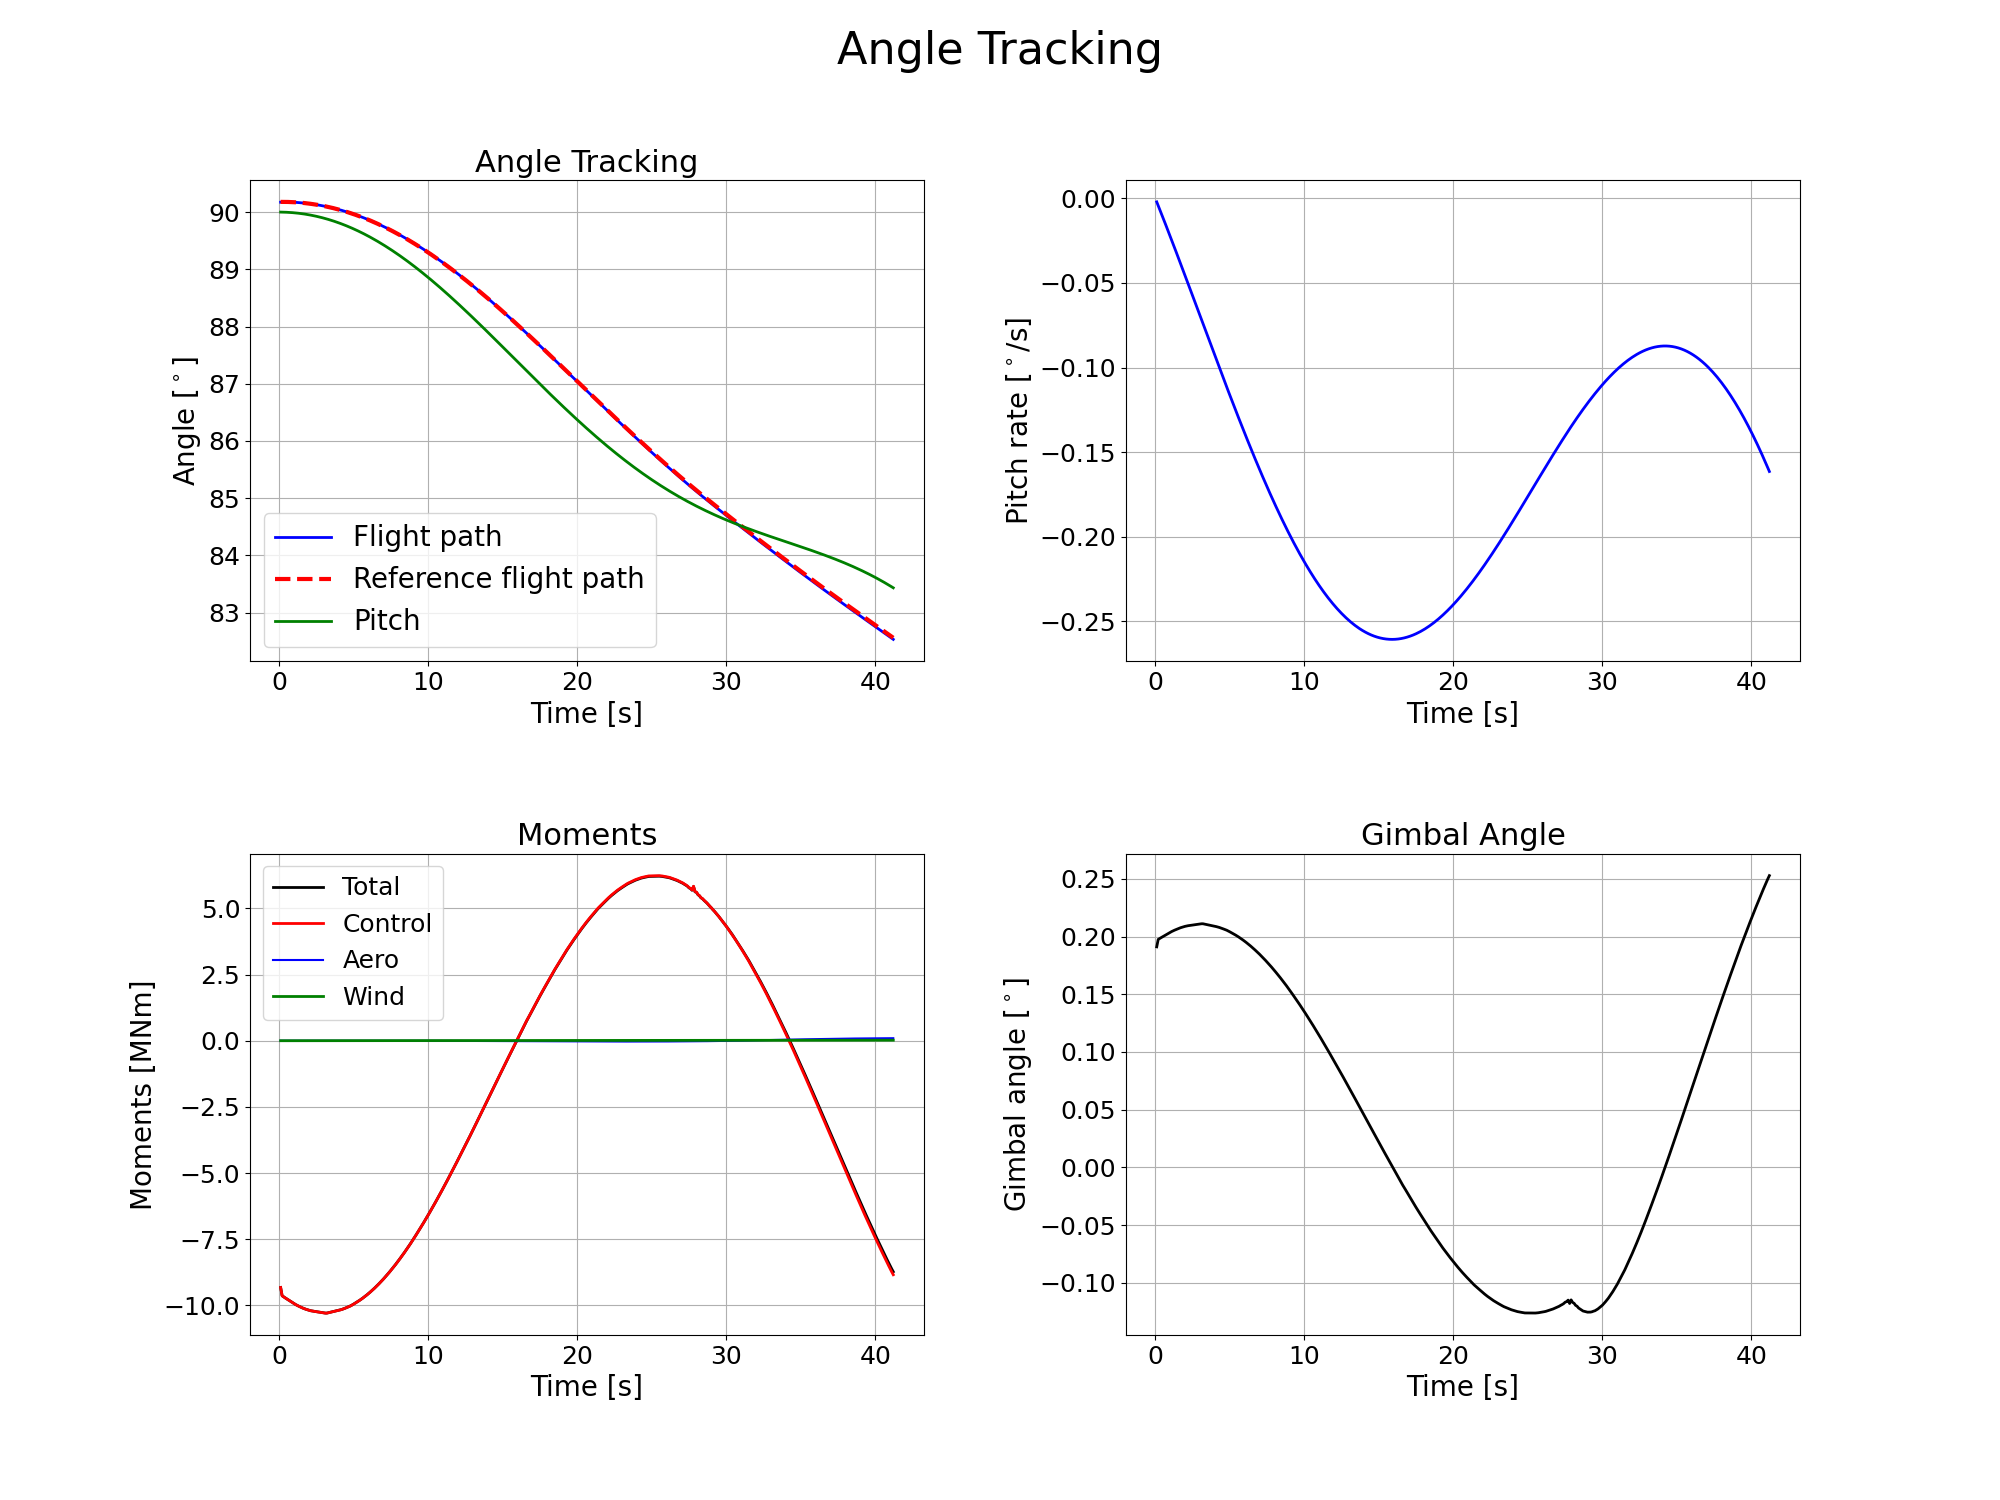 Angle Tracking
Angle Tracking
90
89
88
87
86
85
84
83
Angle [°]
Flight path
Reference flight path
Pitch
0 10 20 30 40
Time [s]
0.00
−0.05
−0.10
−0.15
−0.20
−0.25
Pitch rate [°/s]
0 10 20 30 40
Time [s]
Moments
5.0
2.5
0.0
−2.5
−5.0
−7.5
−10.0
Moments [MNm]
Total
Control
Aero
Wind
0 10 20 30 40
Time [s]
Gimbal Angle
0.25
0.20
0.15
0.10
0.05
0.00
−0.05
−0.10
Gimbal angle [°]
0 10 20 30 40
Time [s]